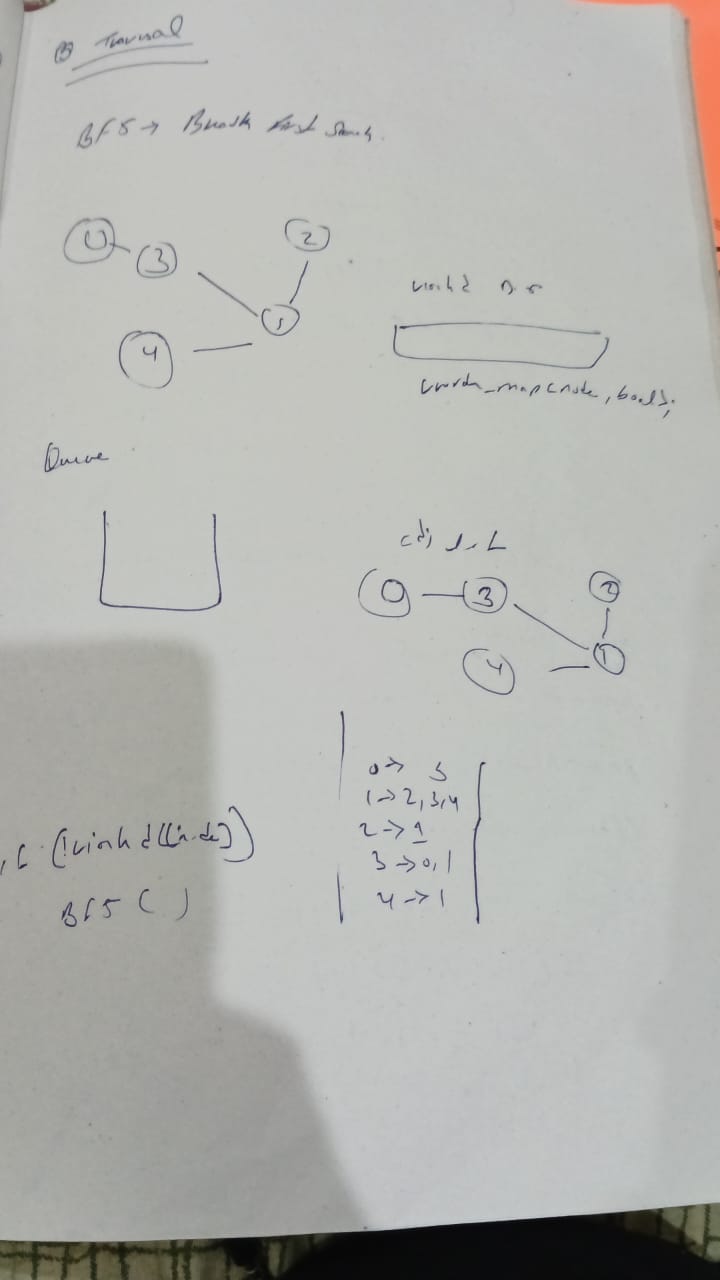 ③ Traversal
BFS → Breadth First Search.
0 3 2
1
4
visited D.S
unorder_map<node, bool>;
Queue
adj list
0 3 2
4 1
0 → 3
1 → 2, 3, 4
2 → 1
3 → 0, 1
4 → 1
if (!visited[node])
BFS ( )